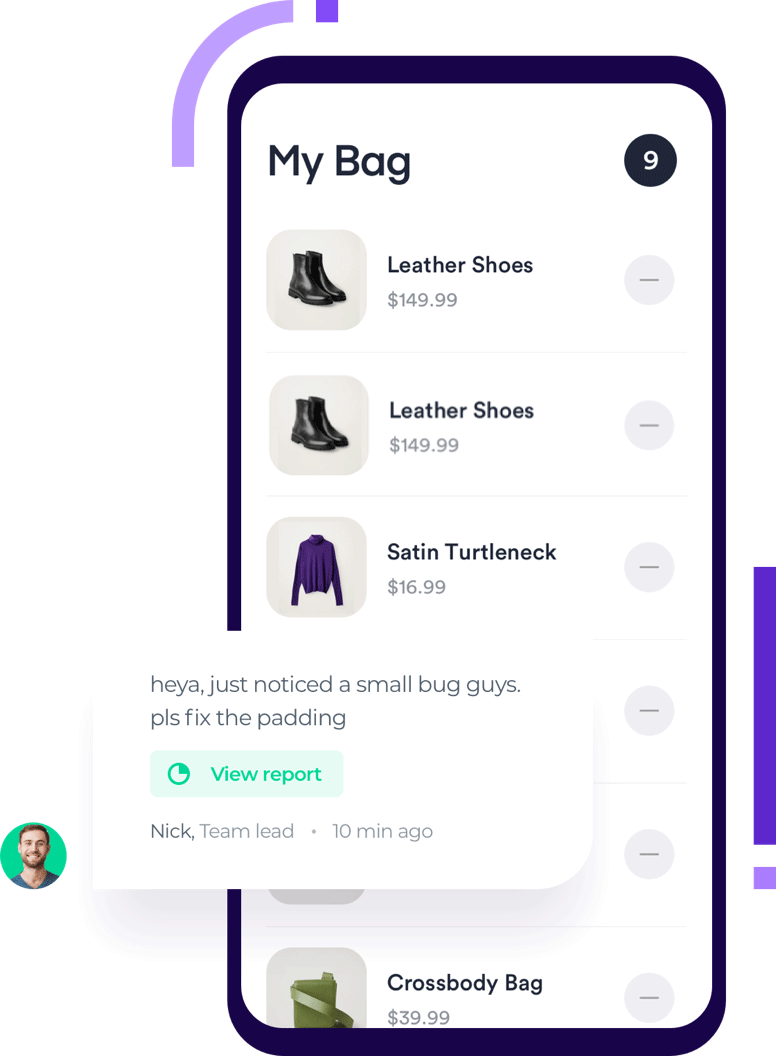 My Bag
9
Leather Shoes
$149.99
Leather Shoes
$149.99
Satin Turtleneck
$16.99
heya, just noticed a small bug guys.
pls fix the padding
View report
Nick, Team lead • 10 min ago
Crossbody Bag
$39.99